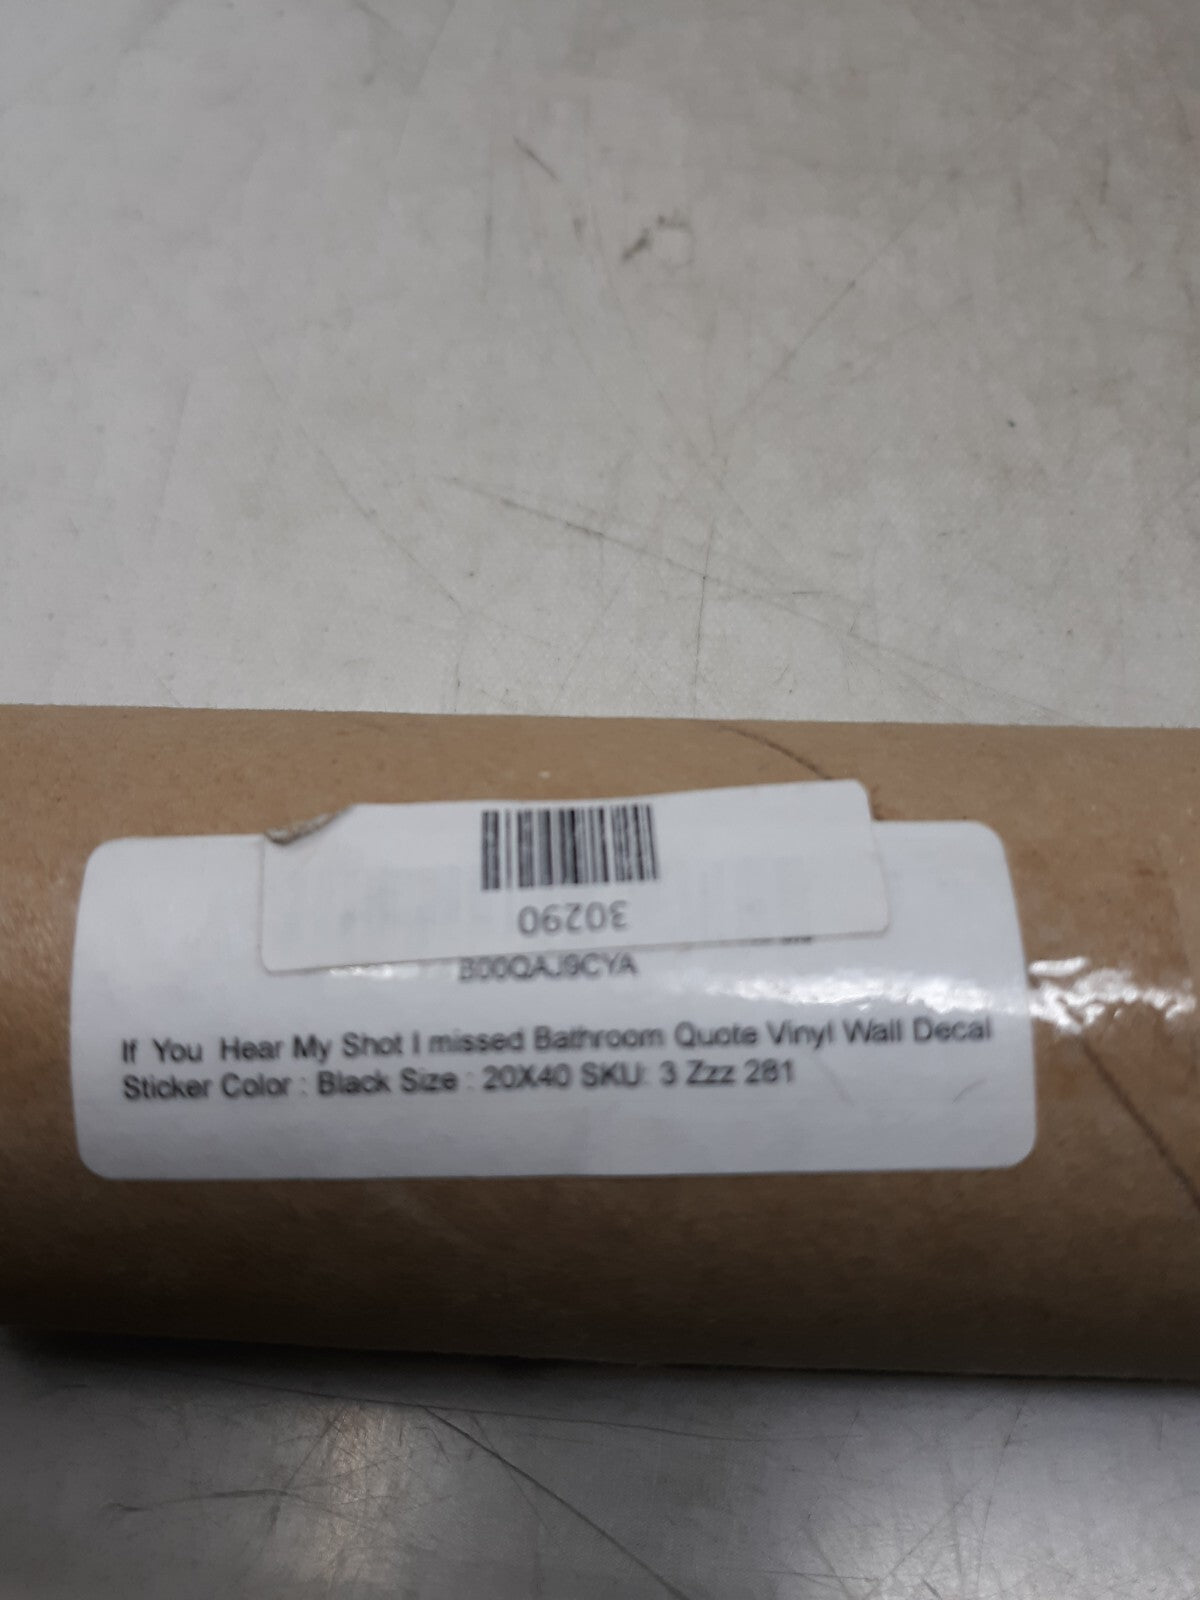 30290
B00QAJ9CYA
If You Hear My Shot I missed Bathroom Quote Vinyl Wall Decal
Sticker Color : Black Size : 20X40 SKU: 3 Zzz 281